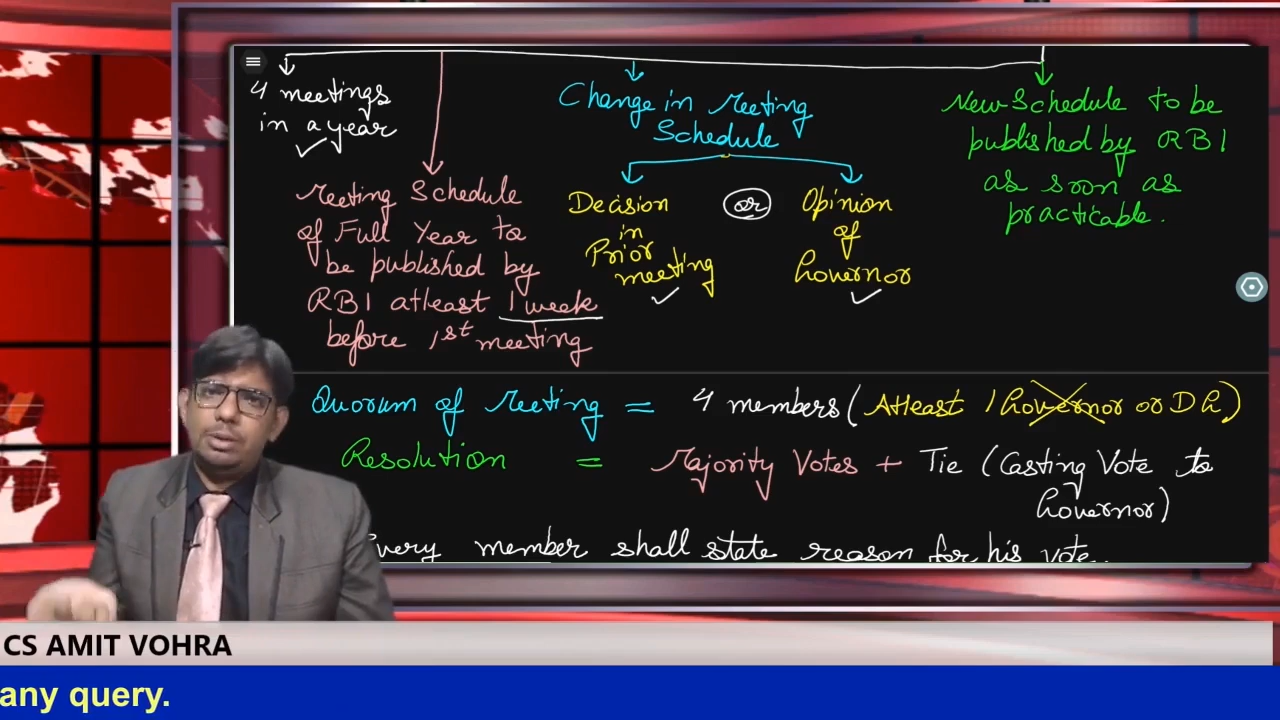 4 meetings
in a year
Meeting Schedule
of Full Year to
be published by
RBI atleast 1 week
before 1st meeting
Change in Meeting
Schedule
Decision
in
Prior
meeting
or
Opinion
of
Governor
New Schedule to be
published by RBI
as soon as
practicable.
Quorum of Meeting = 4 members (Atleast 1 Governor or DG)
Resolution = Majority Votes + Tie (Casting Vote to
Governor)
Every member shall state reason for his vote.
CS AMIT VOHRA
any query.